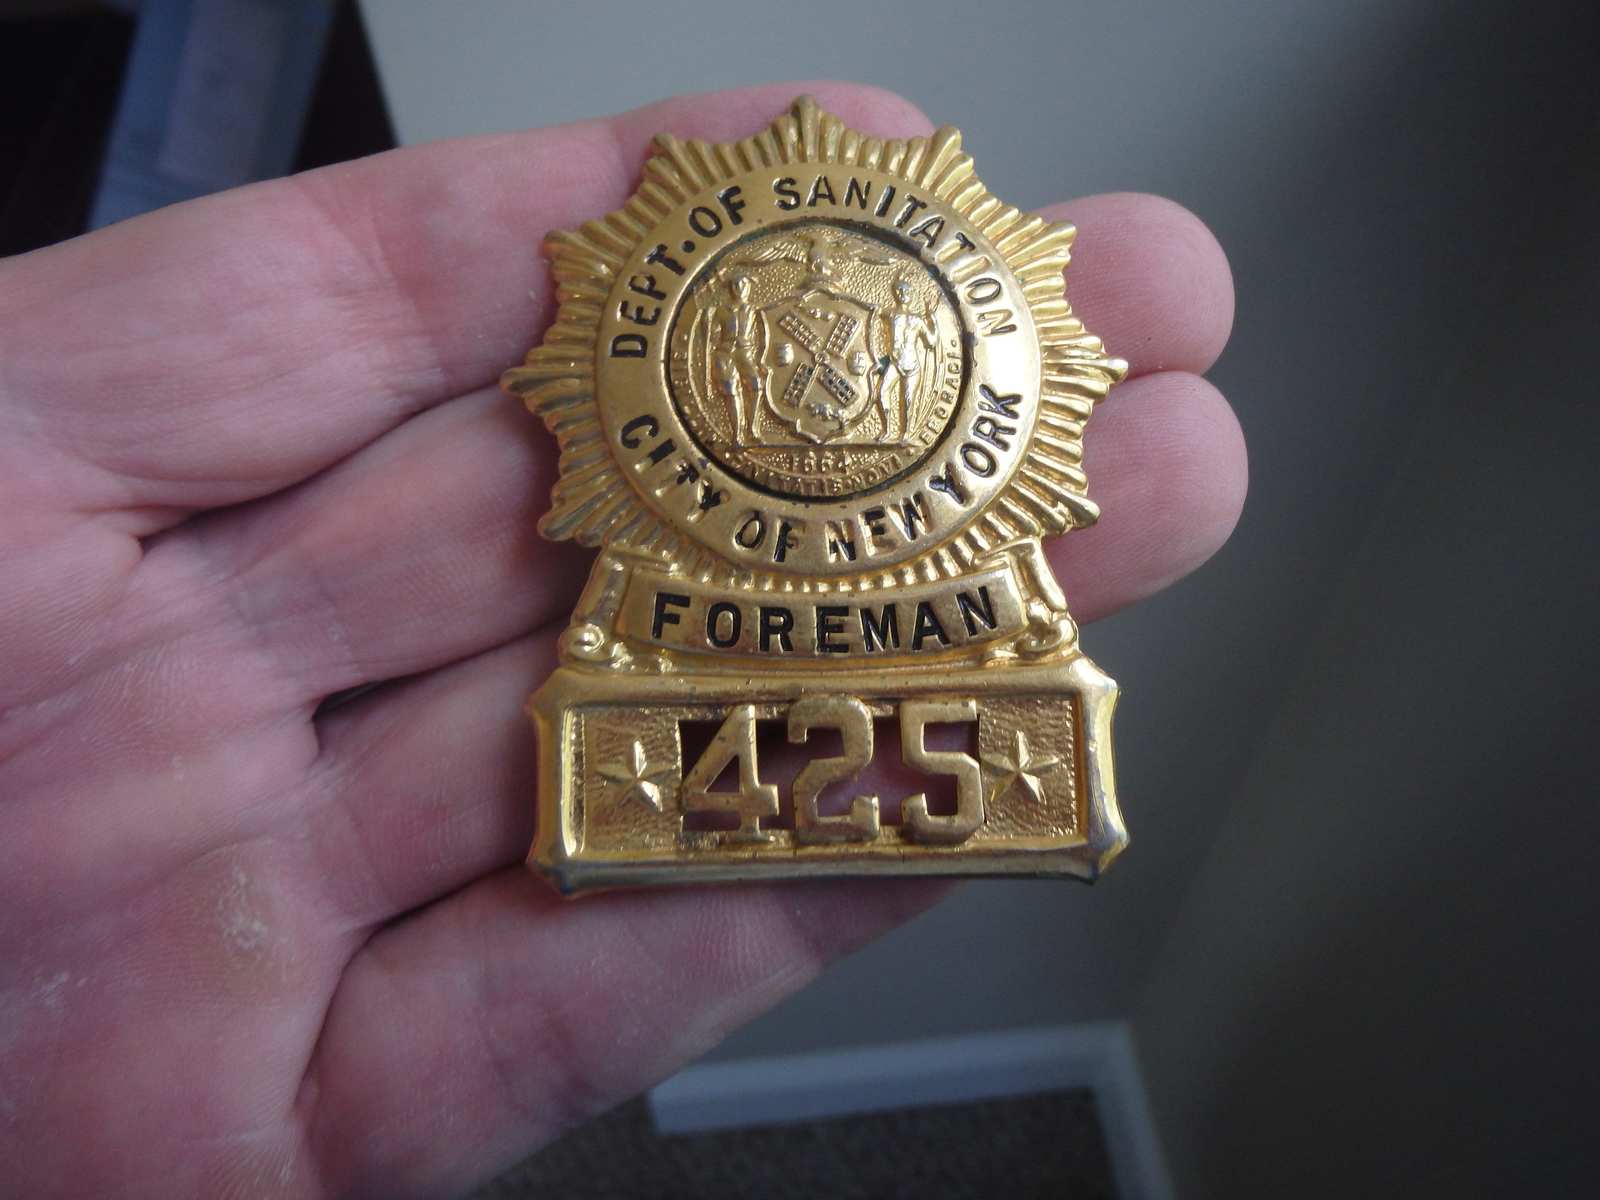 DEPT. OF SANITATION
CITY OF NEW YORK
1664
FOREMAN
425